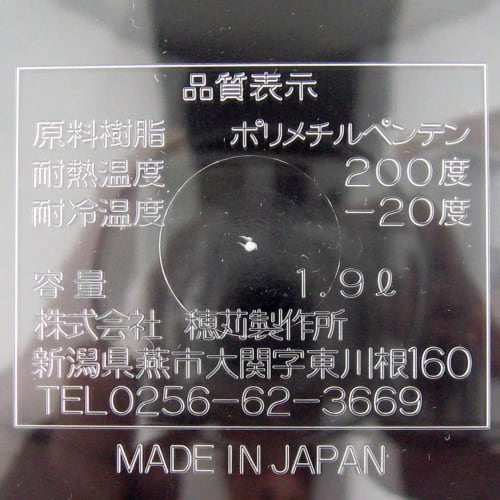 品質表示
原料樹脂 ポリメチルペンテン
耐熱温度 200度
耐冷温度 -20度
容量 1.9ℓ
株式会社 穂苅製作所
新潟県燕市大関字東川根160
TEL0256-62-3669
MADE IN JAPAN